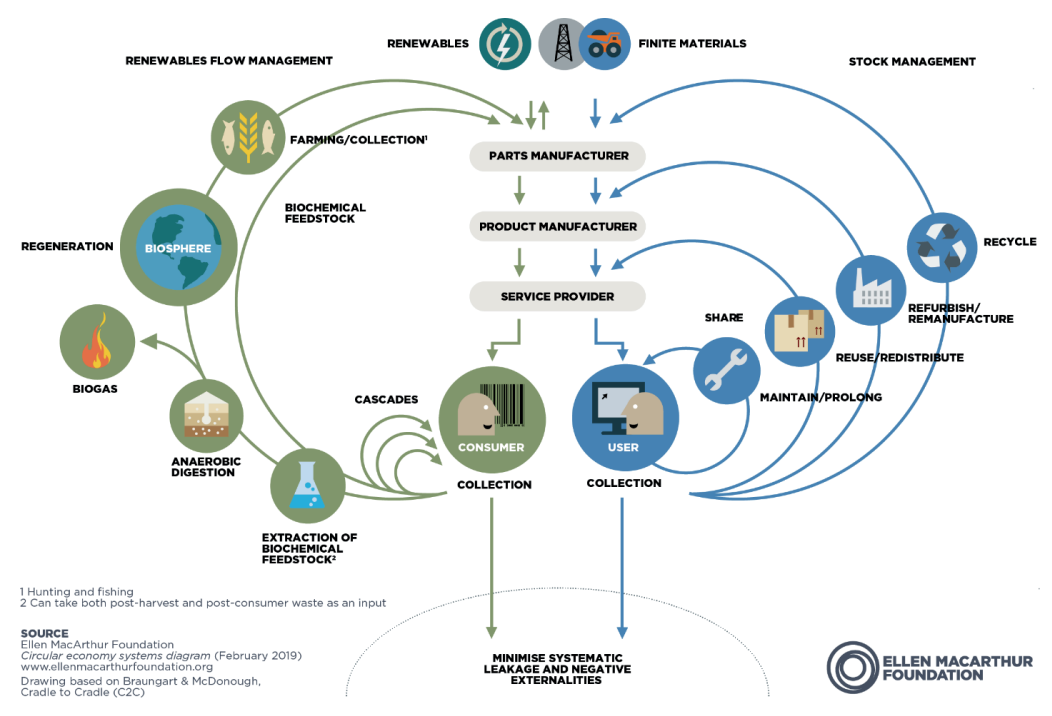 RENEWABLES
FINITE MATERIALS
RENEWABLES FLOW MANAGEMENT
STOCK MANAGEMENT
FARMING/COLLECTION¹
PARTS MANUFACTURER
BIOCHEMICAL
FEEDSTOCK
PRODUCT MANUFACTURER
REGENERATION
BIOSPHERE
RECYCLE
SERVICE PROVIDER
REFURBISH/
REMANUFACTURE
SHARE
REUSE/REDISTRIBUTE
BIOGAS
MAINTAIN/PROLONG
CASCADES
CONSUMER
USER
ANAEROBIC
DIGESTION
COLLECTION
COLLECTION
EXTRACTION OF
BIOCHEMICAL
FEEDSTOCK²
1 Hunting and fishing
2 Can take both post-harvest and post-consumer waste as an input
SOURCE
Ellen MacArthur Foundation
Circular economy systems diagram (February 2019)
www.ellenmacarthurfoundation.org
Drawing based on Braungart & McDonough,
Cradle to Cradle (C2C)
MINIMISE SYSTEMATIC
LEAKAGE AND NEGATIVE
EXTERNALITIES
ELLEN MACARTHUR
FOUNDATION